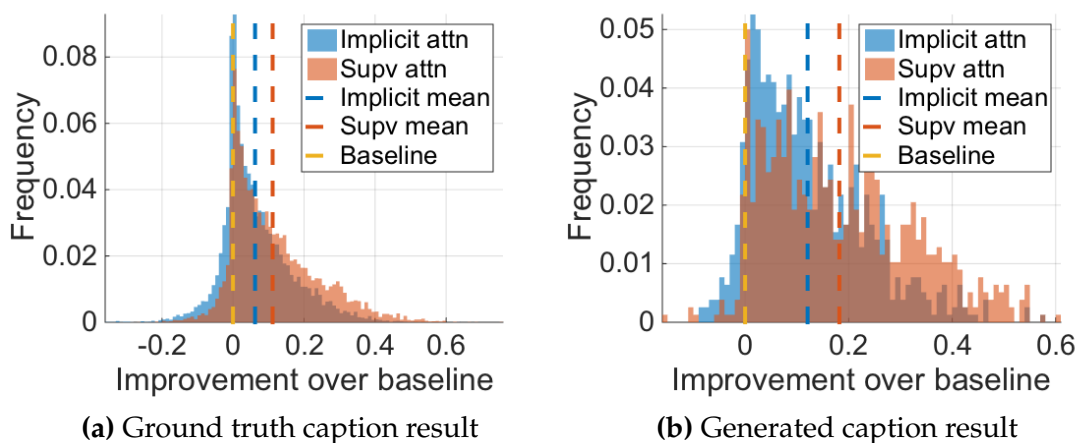 0.08
0.06
0.04
0.02
0
Frequency
-0.2 0 0.2 0.4 0.6
Improvement over baseline
Implicit attn
Supv attn
Implicit mean
Supv mean
Baseline
(a) Ground truth caption result
0.05
0.04
0.03
0.02
0.01
0
Frequency
0 0.2 0.4 0.6
Improvement over baseline
Implicit attn
Supv attn
Implicit mean
Supv mean
Baseline
(b) Generated caption result